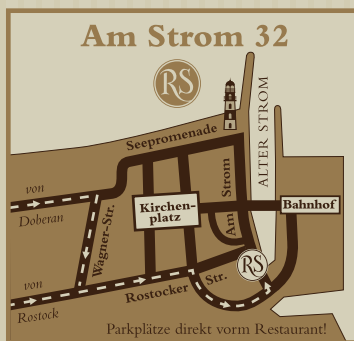 Am Strom 32
RS
Seepromenade
ALTER STROM
von
Doberan
Wagner-Str.
Kirchen-
platz
Am Strom
Bahnhof
von
Rostock
Rostocker Str.
RS
Parkplätze direkt vorm Restaurant!